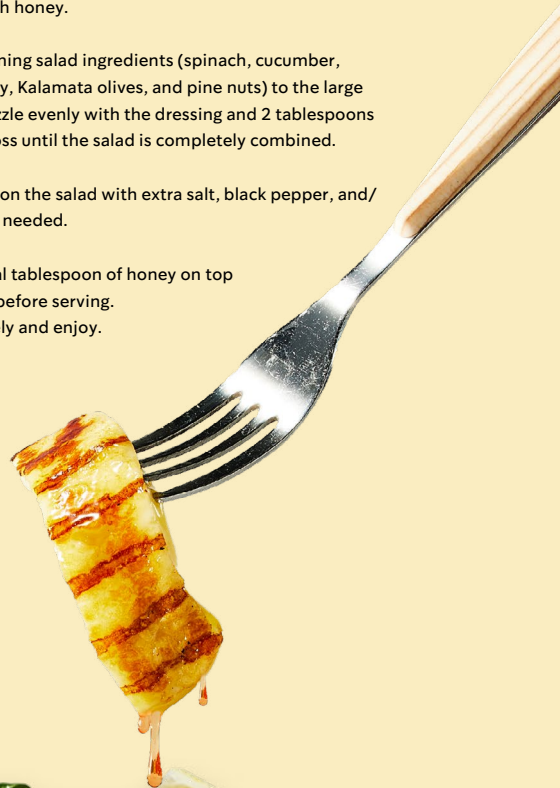 h honey.
ning salad ingredients (spinach, cucumber,
y, Kalamata olives, and pine nuts) to the large
zzle evenly with the dressing and 2 tablespoons
oss until the salad is completely combined.
on the salad with extra salt, black pepper, and/
needed.
al tablespoon of honey on top
before serving.
ely and enjoy.